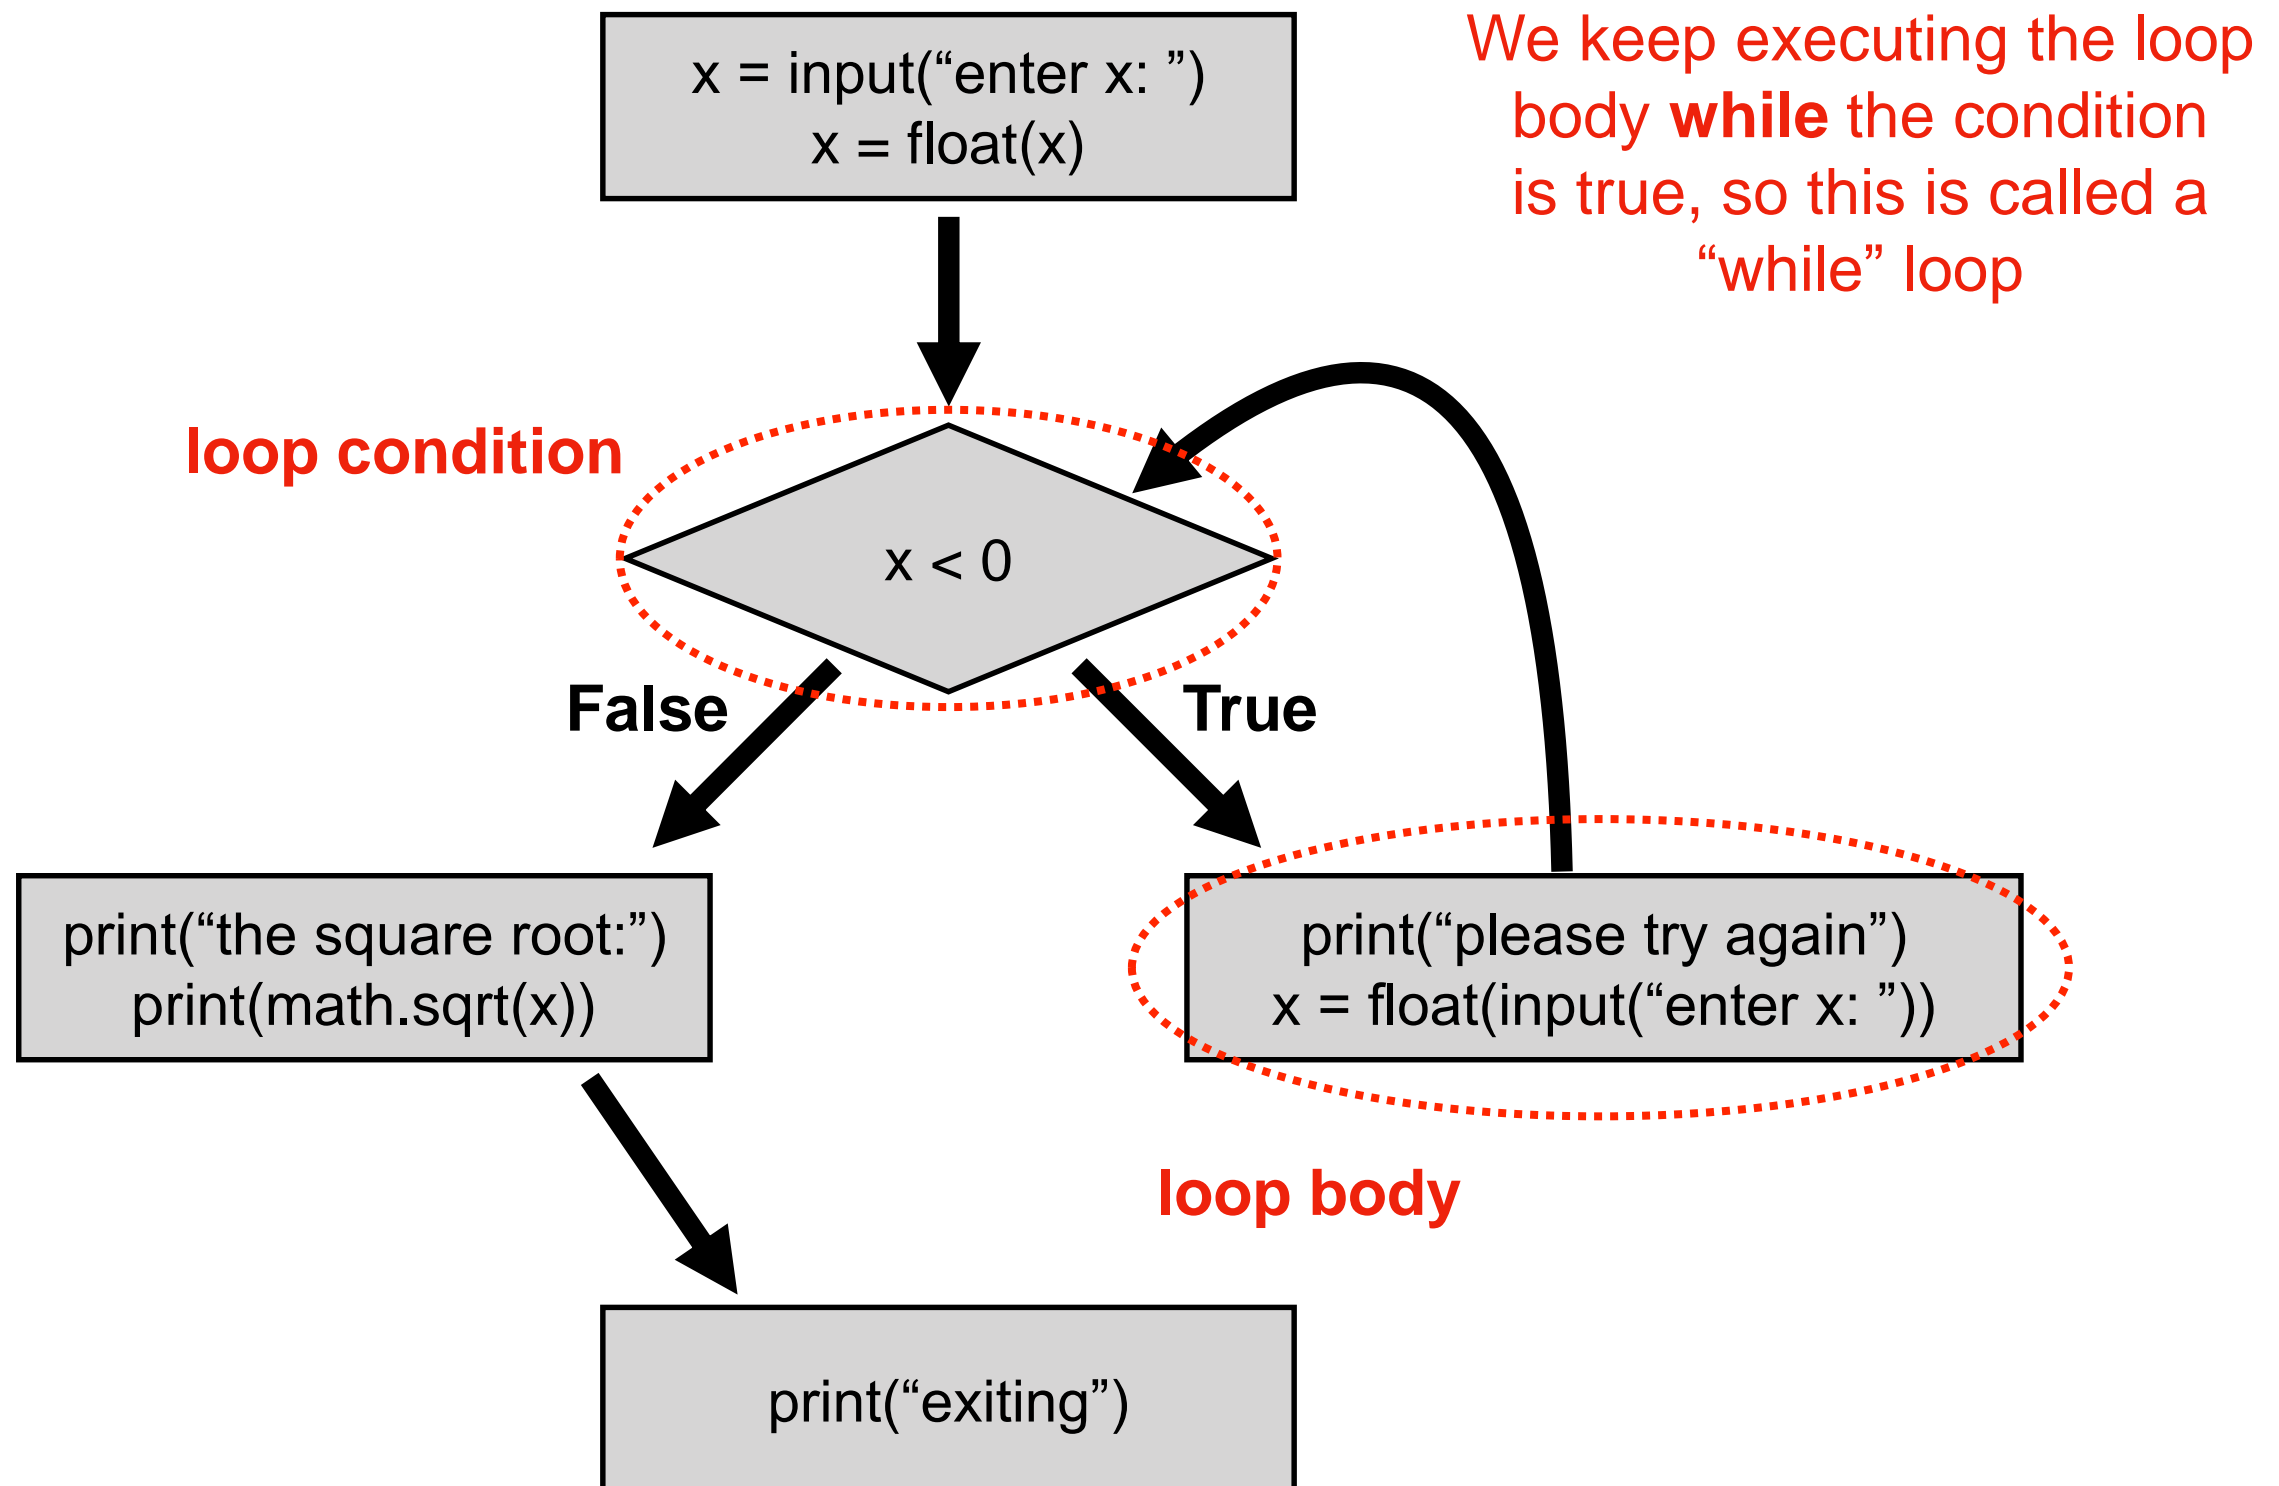 x = input(“enter x: ”)
x = float(x)
We keep executing the loop
body while the condition
is true, so this is called a
“while” loop
loop condition
x < 0
False
True
print(“the square root:”)
print(math.sqrt(x))
print(“please try again”)
x = float(input(“enter x: ”))
loop body
print(“exiting”)